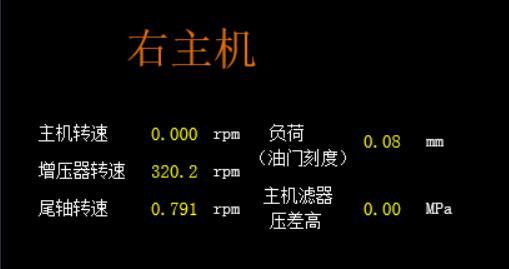 右主机
主机转速 0.000 rpm 负荷 0.08 mm
(油门刻度)
增压器转速 320.2 rpm
尾轴转速 0.791 rpm 主机滤器 0.00 MPa
压差高